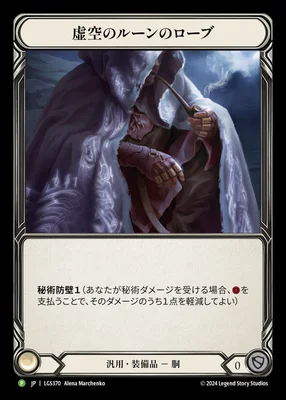 虚空のルーンのローブ
秘術防壁1(あなたが秘術ダメージを受ける場合、を
支払うことで、そのダメージのうち1点を軽減してよい)
汎用・装備品 － 胴
0
P JP | LGS370 Alena Marchenko
© 2024 Legend Story Studios